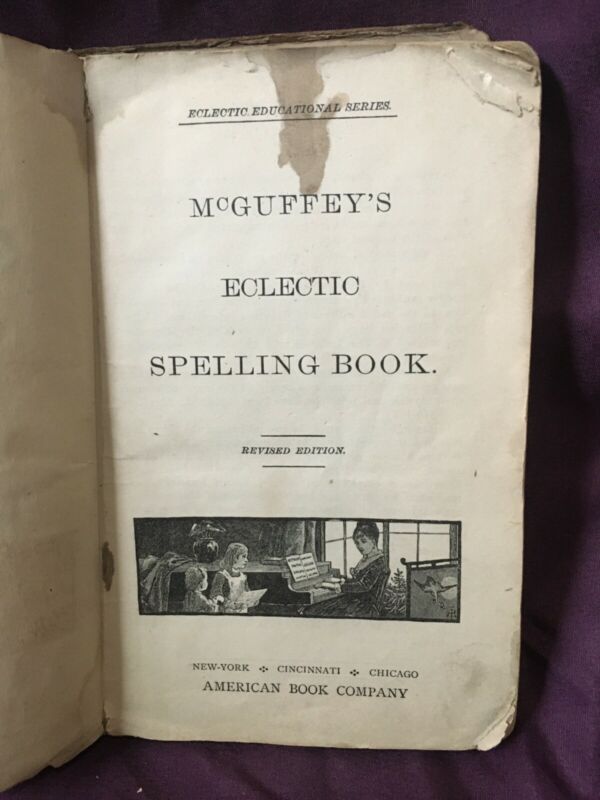 ECLECTIC EDUCATIONAL SERIES.
McGUFFEY'S
ECLECTIC
SPELLING BOOK.
REVISED EDITION.
NEW-YORK ⁘ CINCINNATI ⁘ CHICAGO
AMERICAN BOOK COMPANY